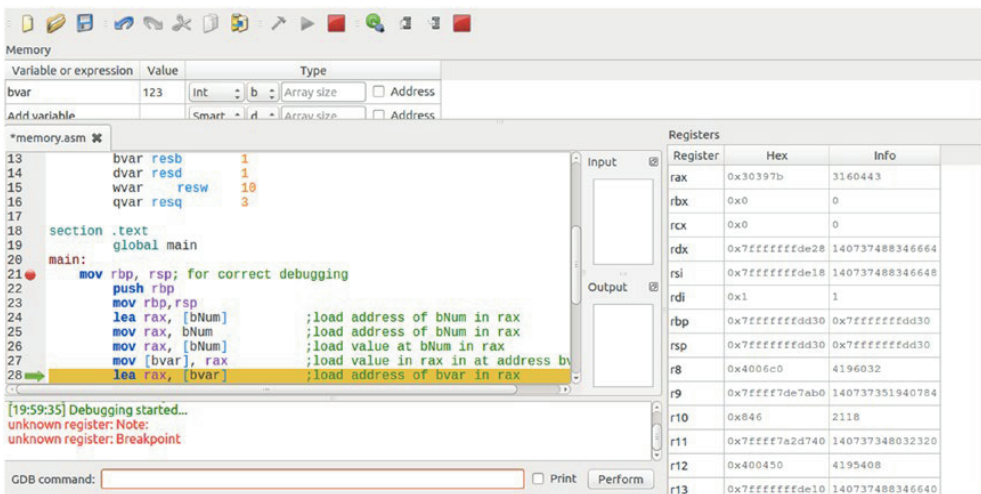 Memory
Variable or expression Value Type
bvar 123 Int b Array size Address
Add variable Smart d Array size Address
*memory.asm
13 bvar resb 1
14 dvar resd 1
15 wvar resw 10
16 qvar resq 3
17
18 section .text
19 global main
20 main:
21 mov rbp, rsp; for correct debugging
22 push rbp
23 mov rbp,rsp
24 lea rax, [bNum] ;load address of bNum in rax
25 mov rax, bNum ;load address of bNum in rax
26 mov rax, [bNum] ;load value at bNum in rax
27 mov [bvar], rax ;load value in rax in at address bv
28 lea rax, [bvar] ;load address of bvar in rax
Input
Output
[19:59:35] Debugging started...
unknown register: Note:
unknown register: Breakpoint
GDB command: Print Perform
Registers
Register Hex Info
rax 0x30397b 3160443
rbx 0x0 0
rcx 0x0 0
rdx 0x7fffffffde28 140737488346664
rsi 0x7fffffffde18 140737488346648
rdi 0x1 1
rbp 0x7fffffffdd30 0x7fffffffdd30
rsp 0x7fffffffdd30 0x7fffffffdd30
r8 0x4006c0 4196032
r9 0x7ffff7de7ab0 140737351940784
r10 0x846 2118
r11 0x7ffff7a2d740 140737348032320
r12 0x400450 4195408
r13 0x7fffffffde10 140737488346640